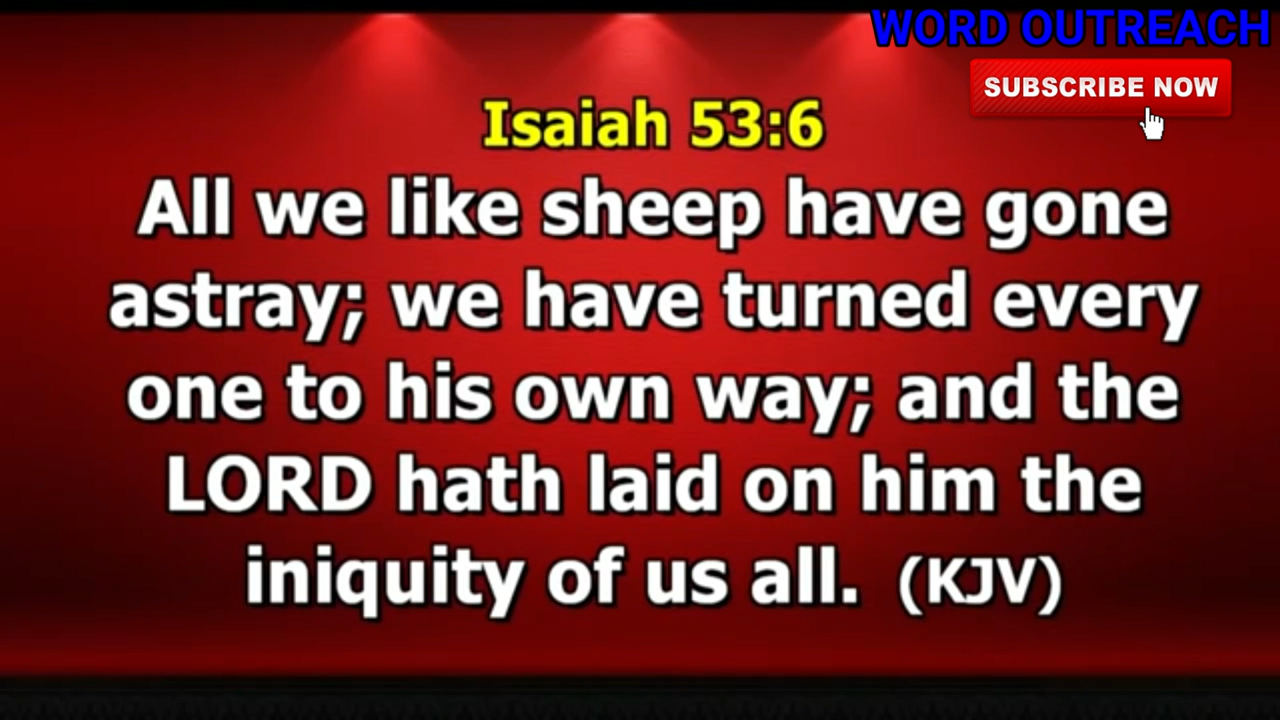 WORD OUTREACH
SUBSCRIBE NOW
Isaiah 53:6
All we like sheep have gone
astray; we have turned every
one to his own way; and the
LORD hath laid on him the
iniquity of us all. (KJV)